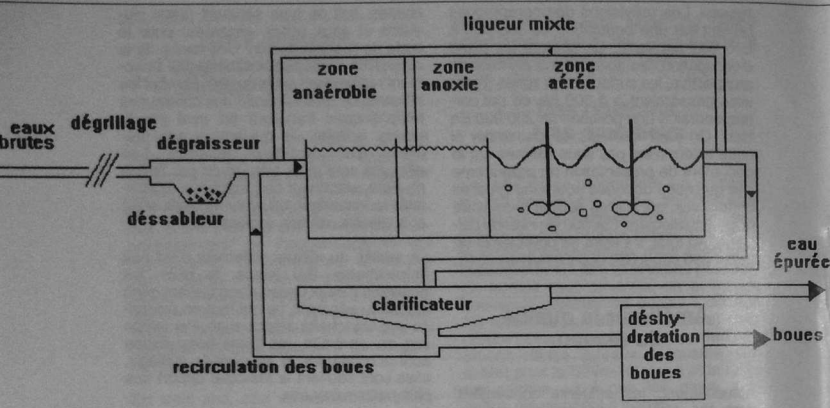 liqueur mixte
zone
anaérobie
zone
anoxie
zone
aérée
eaux
brutes
dégrillage
dégraisseur
déssableur
eau
épurée
clarificateur
déshy-
dratation
des
boues
boues
recirculation des boues